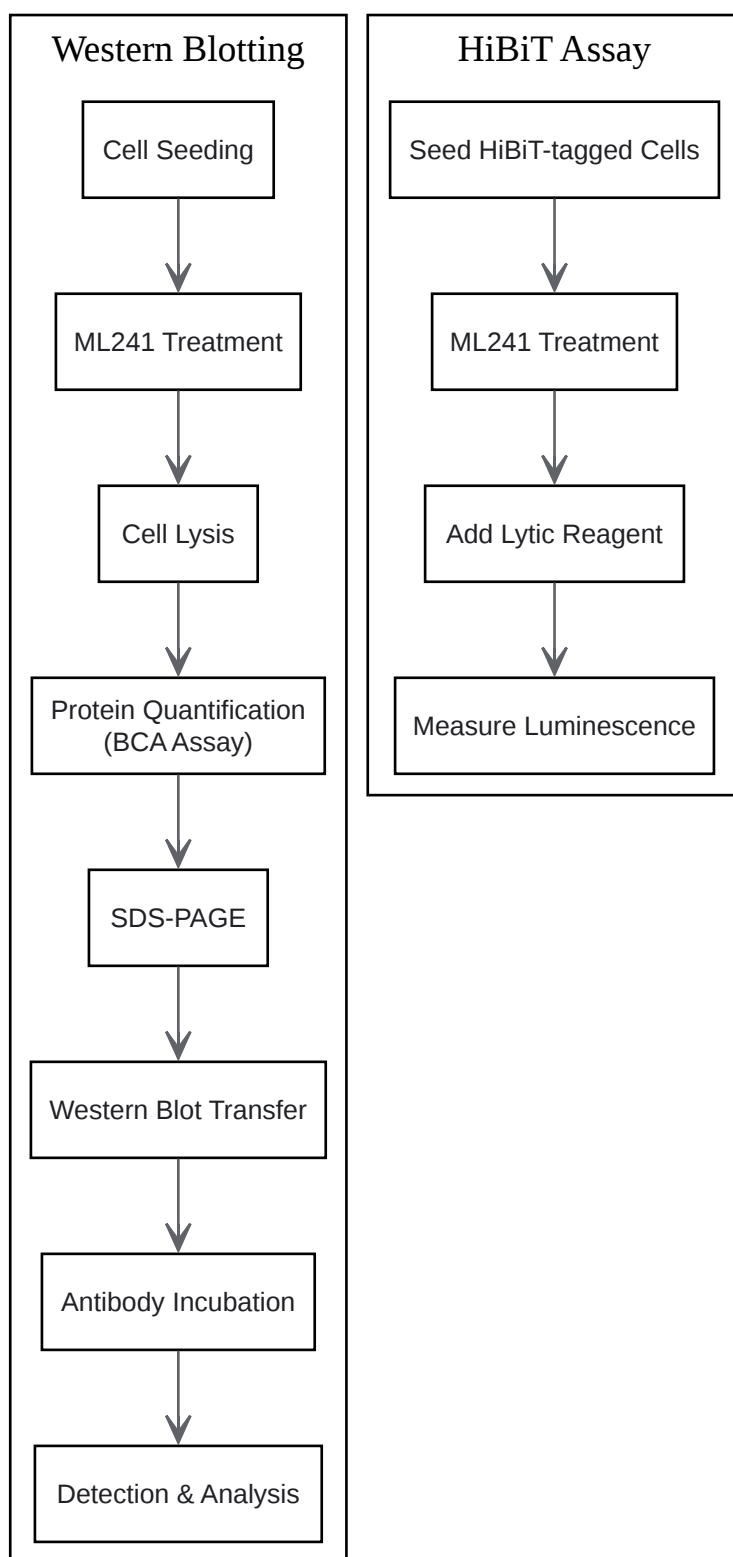 Western Blotting
Cell Seeding
ML241 Treatment
Cell Lysis
Protein Quantification
(BCA Assay)
SDS-PAGE
Western Blot Transfer
Antibody Incubation
Detection & Analysis
HiBiT Assay
Seed HiBiT-tagged Cells
ML241 Treatment
Add Lytic Reagent
Measure Luminescence